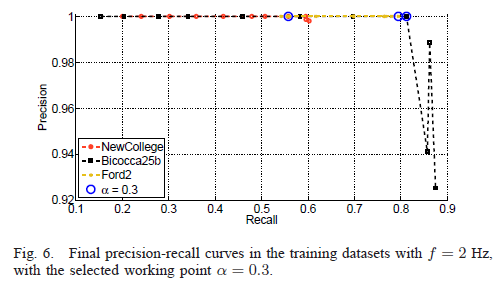 1
0.98
0.96
0.94
0.92
Precision
NewCollege
Bicocca25b
Ford2
α = 0.3
0.1 0.2 0.3 0.4 0.5 0.6 0.7 0.8 0.9
Recall
Fig. 6. Final precision-recall curves in the training datasets with f = 2 Hz,
with the selected working point α = 0.3.